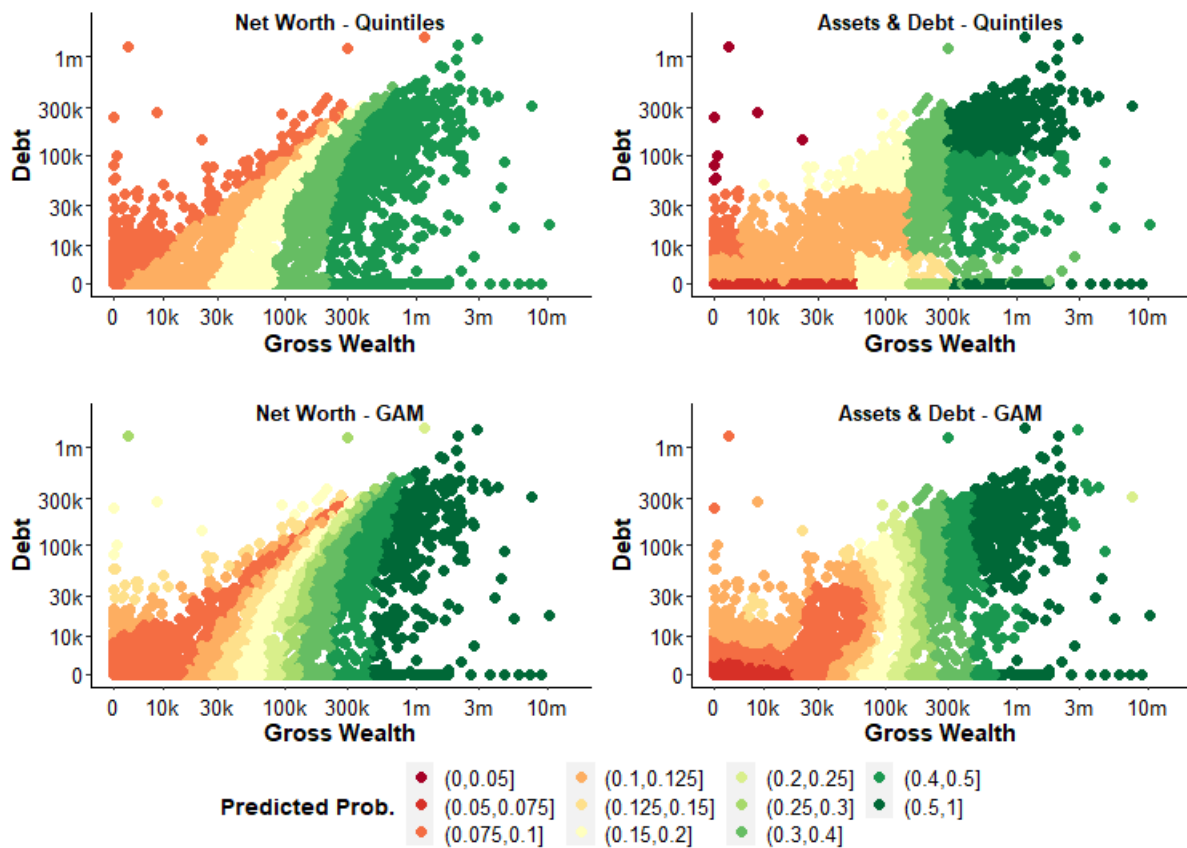 Net Worth - Quintiles
Debt
1m
300k
100k
30k
10k
0
0 10k 30k 100k 300k 1m 3m 10m
Gross Wealth
Assets & Debt - Quintiles
Debt
1m
300k
100k
30k
10k
0
0 10k 30k 100k 300k 1m 3m 10m
Gross Wealth
Net Worth - GAM
Debt
1m
300k
100k
30k
10k
0
0 10k 30k 100k 300k 1m 3m 10m
Gross Wealth
Assets & Debt - GAM
Debt
1m
300k
100k
30k
10k
0
0 10k 30k 100k 300k 1m 3m 10m
Gross Wealth
Predicted Prob.
(0,0.05]
(0.05,0.075]
(0.075,0.1]
(0.1,0.125]
(0.125,0.15]
(0.15,0.2]
(0.2,0.25]
(0.25,0.3]
(0.3,0.4]
(0.4,0.5]
(0.5,1]